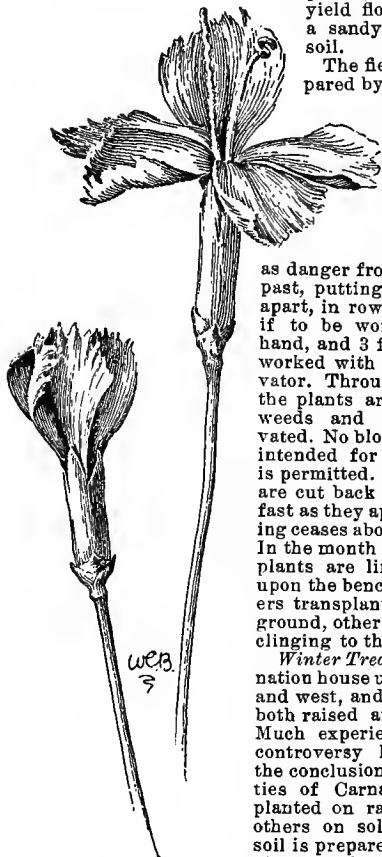 yield flo
a sandy
soil.
The fie
pared by
as danger fro
past, putting
apart, in row
if to be wor
hand, and 3 f
worked with
vator. Throu
the plants ar
weeds and
vated. No blo
intended for
is permitted.
are cut back
fast as they ap
ing ceases abo
In the month
plants are li
upon the benc
ers transplan
ground, other
clinging to th
Winter Trea
nation house u
and west, and
both raised a
Much experie
controversy
the conclusion
ties of Carna
planted on ra
others on sol
soil is prepare
W.C.B.